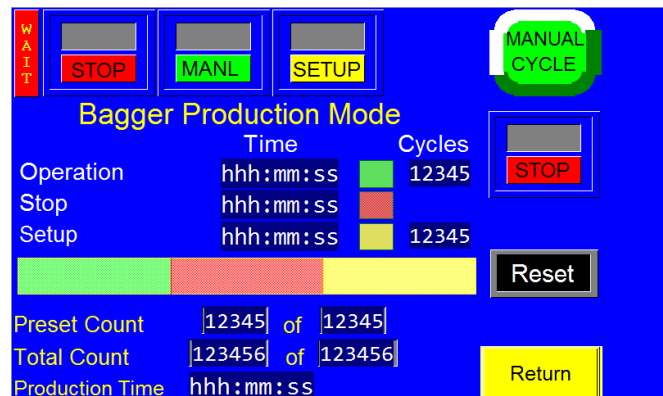 WAIT
STOP MANL SETUP
MANUAL
CYCLE
Bagger Production Mode
Time Cycles
Operation hhh:mm:ss 12345
Stop hhh:mm:ss
Setup hhh:mm:ss 12345
STOP
Reset
Preset Count 12345 of 12345
Total Count 123456 of 123456
Production Time hhh:mm:ss
Return